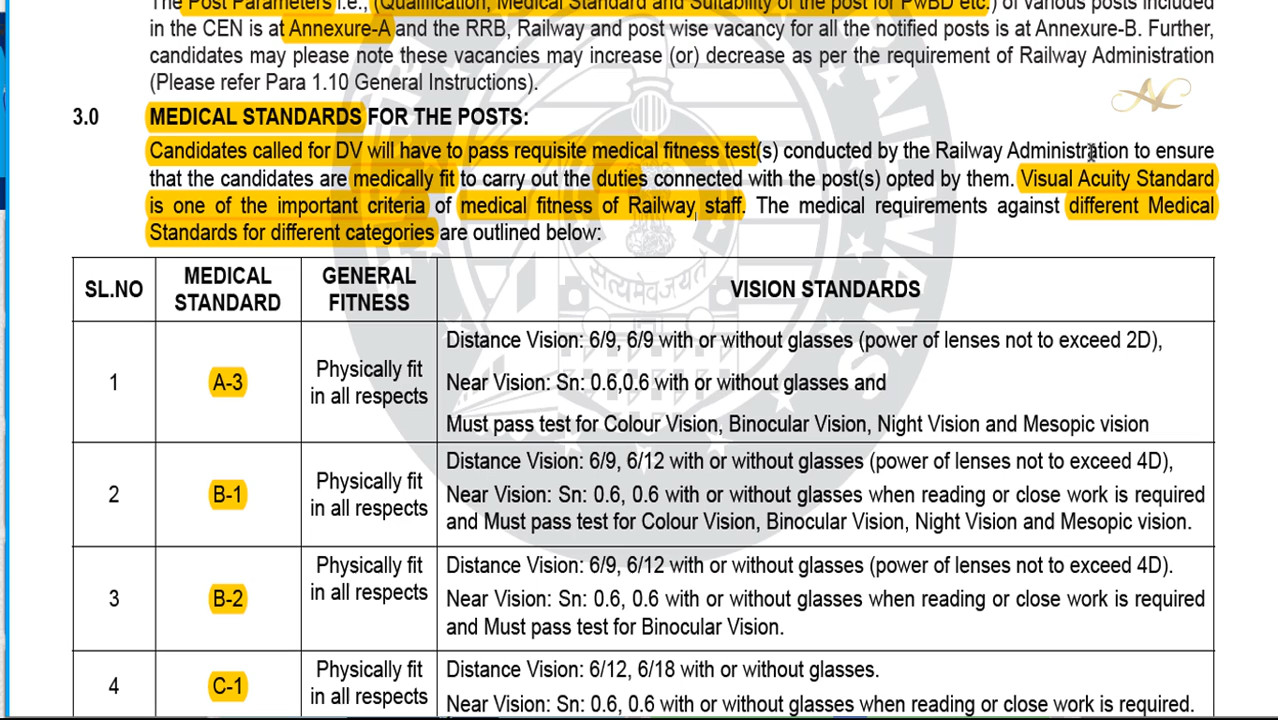 The Post Parameters i.e., (Qualification, Medical Standard and Suitability of the post for PwBD etc.) of various posts included
in the CEN is at Annexure-A and the RRB, Railway and post wise vacancy for all the notified posts is at Annexure-B. Further,
candidates may please note these vacancies may increase (or) decrease as per the requirement of Railway Administration
(Please refer Para 1.10 General Instructions).
3.0 MEDICAL STANDARDS FOR THE POSTS:
Candidates called for DV will have to pass requisite medical fitness test(s) conducted by the Railway Administration to ensure
that the candidates are medically fit to carry out the duties connected with the post(s) opted by them. Visual Acuity Standard
is one of the important criteria of medical fitness of Railway staff. The medical requirements against different Medical
Standards for different categories are outlined below:
SL.NO
MEDICAL
STANDARD
GENERAL
FITNESS
VISION STANDARDS
1
A-3
Physically fit
in all respects
Distance Vision: 6/9, 6/9 with or without glasses (power of lenses not to exceed 2D),
Near Vision: Sn: 0.6,0.6 with or without glasses and
Must pass test for Colour Vision, Binocular Vision, Night Vision and Mesopic vision
2
B-1
Physically fit
in all respects
Distance Vision: 6/9, 6/12 with or without glasses (power of lenses not to exceed 4D),
Near Vision: Sn: 0.6, 0.6 with or without glasses when reading or close work is required
and Must pass test for Colour Vision, Binocular Vision, Night Vision and Mesopic vision.
3
B-2
Physically fit
in all respects
Distance Vision: 6/9, 6/12 with or without glasses (power of lenses not to exceed 4D).
Near Vision: Sn: 0.6, 0.6 with or without glasses when reading or close work is required
and Must pass test for Binocular Vision.
4
C-1
Physically fit
in all respects
Distance Vision: 6/12, 6/18 with or without glasses.
Near Vision: Sn: 0.6, 0.6 with or without glasses when reading or close work is required.
सत्यमेव जयते